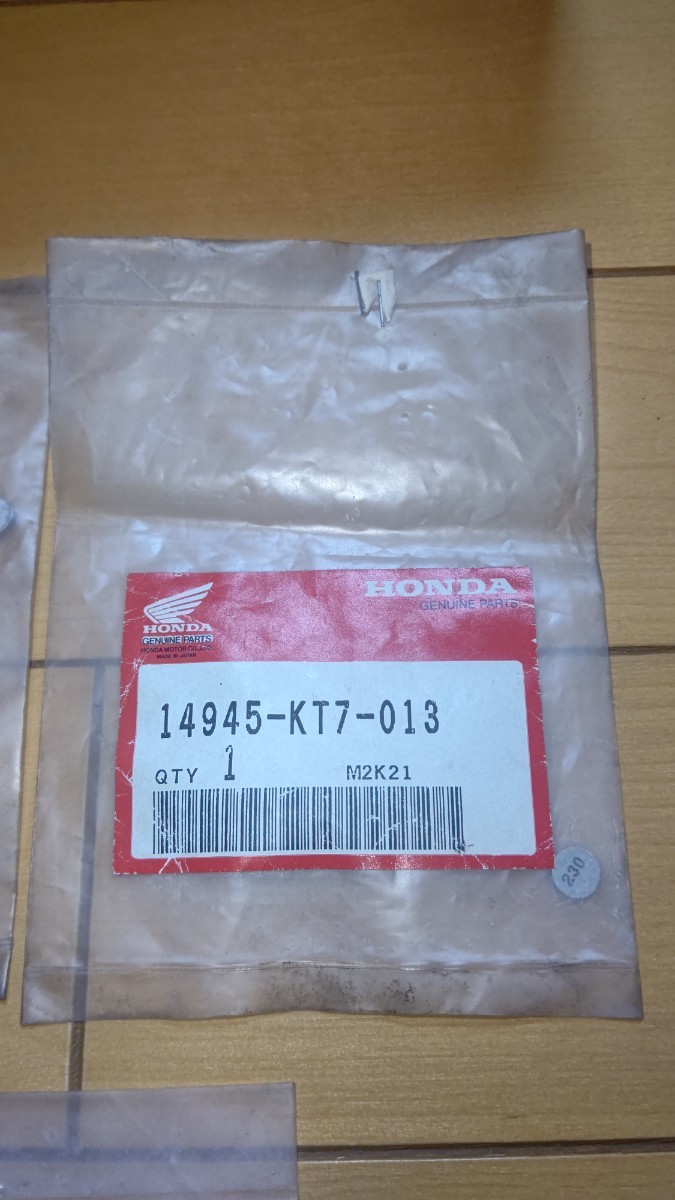 HONDA
GENUINE PARTS
HONDA MOTOR CO., LTD.
MADE IN JAPAN
HONDA
GENUINE PARTS
14945-KT7-013
QTY 1 M2K21
230